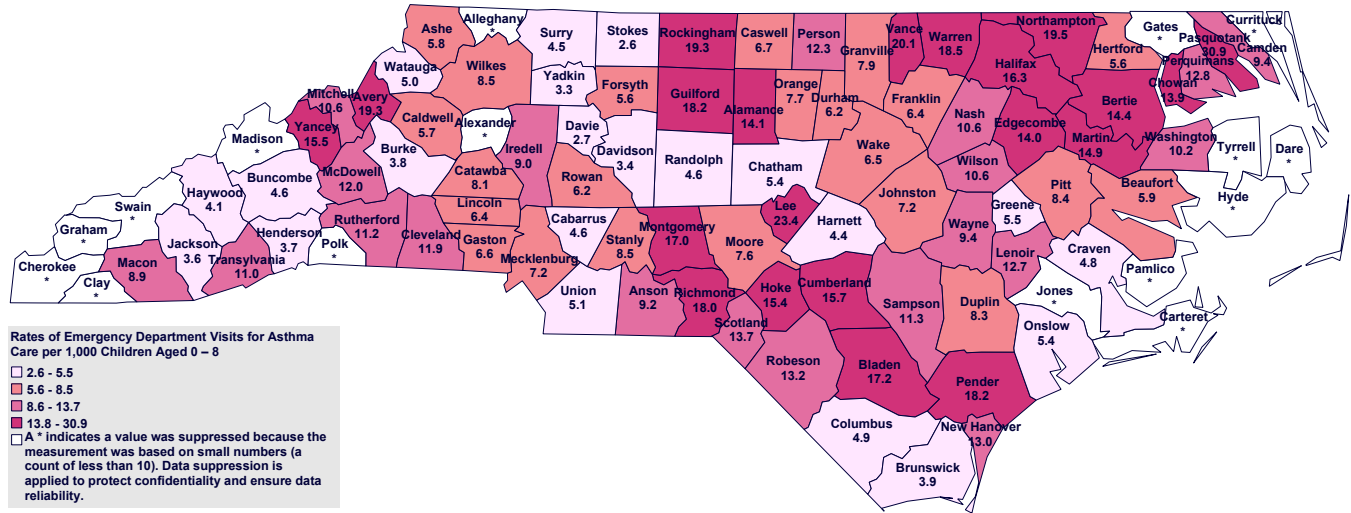 Ashe
5.8
Alleghany
*
Surry
4.5
Stokes
2.6
Rockingham
19.3
Caswell
6.7
Person
12.3
Granville
7.9
Vance
20.1
Warren
18.5
Northampton
19.5
Hertford
5.6
Gates
*
Currituck
*
Pasquotank
30.9
Camden
9.4
Perquimans
12.8
Chowan
13.9
Watauga
5.0
Wilkes
8.5
Yadkin
3.3
Forsyth
5.6
Guilford
18.2
Alamance
14.1
Orange
7.7
Durham
6.2
Franklin
6.4
Halifax
16.3
Bertie
14.4
Mitchell
10.6
Avery
19.3
Caldwell
5.7
Alexander
*
Iredell
9.0
Davie
2.7
Davidson
3.4
Randolph
4.6
Chatham
5.4
Wake
6.5
Nash
10.6
Edgecombe
14.0
Martin
14.9
Washington
10.2
Tyrrell
*
Dare
*
Madison
*
Yancey
15.5
Burke
3.8
McDowell
12.0
Catawba
8.1
Rowan
6.2
Lee
23.4
Johnston
7.2
Wilson
10.6
Pitt
8.4
Beaufort
5.9
Hyde
*
Swain
*
Haywood
4.1
Buncombe
4.6
Rutherford
11.2
Cleveland
11.9
Lincoln
6.4
Gaston
6.6
Mecklenburg
7.2
Cabarrus
4.6
Stanly
8.5
Montgomery
17.0
Moore
7.6
Harnett
4.4
Wayne
9.4
Greene
5.5
Lenoir
12.7
Craven
4.8
Pamlico
*
Graham
*
Cherokee
*
Clay
*
Macon
8.9
Jackson
3.6
Transylvania
11.0
Henderson
3.7
Polk
*
Union
5.1
Anson
9.2
Richmond
18.0
Scotland
13.7
Hoke
15.4
Cumberland
15.7
Sampson
11.3
Duplin
8.3
Jones
*
Onslow
5.4
Carteret
*
Robeson
13.2
Bladen
17.2
Pender
18.2
Columbus
4.9
New Hanover
13.0
Brunswick
3.9
Rates of Emergency Department Visits for Asthma
Care per 1,000 Children Aged 0 – 8
2.6 - 5.5
5.6 - 8.5
8.6 - 13.7
13.8 - 30.9
A * indicates a value was suppressed because the
measurement was based on small numbers (a
count of less than 10). Data suppression is
applied to protect confidentiality and ensure data
reliability.